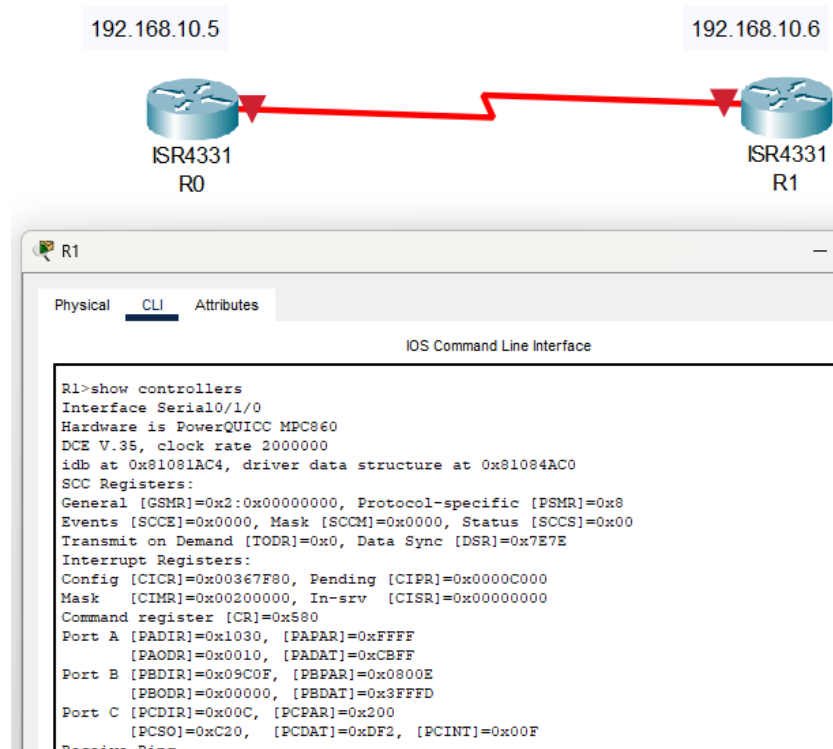 192.168.10.5
192.168.10.6
ISR4331
R0
ISR4331
R1
R1
Physical CLI Attributes
IOS Command Line Interface
R1>show controllers
Interface Serial0/1/0
Hardware is PowerQUICC MPC860
DCE V.35, clock rate 2000000
idb at 0x81081AC4, driver data structure at 0x81084AC0
SCC Registers:
General [GSMR]=0x2:0x00000000, Protocol-specific [PSMR]=0x8
Events [SCCE]=0x0000, Mask [SCCM]=0x0000, Status [SCCS]=0x00
Transmit on Demand [TODR]=0x0, Data Sync [DSR]=0x7E7E
Interrupt Registers:
Config [CICR]=0x00367F80, Pending [CIPR]=0x0000C000
Mask [CIMR]=0x00200000, In-srv [CISR]=0x00000000
Command register [CR]=0x580
Port A [PADIR]=0x1030, [PAPAR]=0xFFFF
[PAODR]=0x0010, [PADAT]=0xCBFF
Port B [PBDIR]=0x09C0F, [PBPAR]=0x0800E
[PBODR]=0x00000, [PBDAT]=0x3FFFD
Port C [PCDIR]=0x00C, [PCPAR]=0x200
[PCSO]=0xC20, [PCDAT]=0xDF2, [PCINT]=0x00F